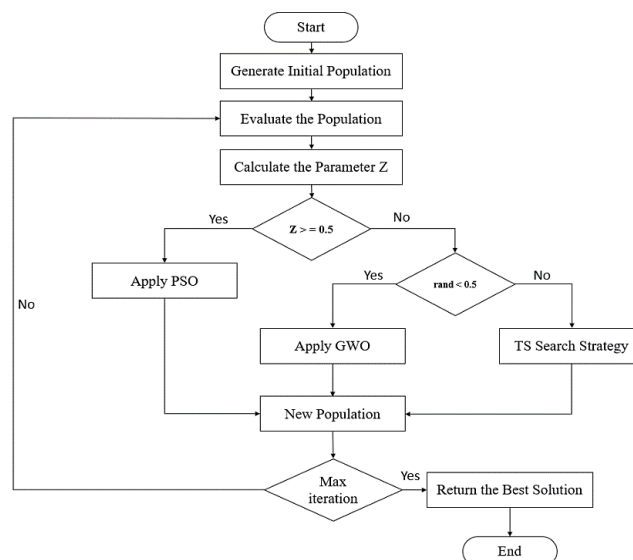 Start
Generate Initial Population
Evaluate the Population
Calculate the Parameter Z
Yes
No
Z > = 0.5
Yes
No
Apply PSO
rand < 0.5
No
Apply GWO
TS Search Strategy
New Population
Max
iteration
Yes
Return the Best Solution
End